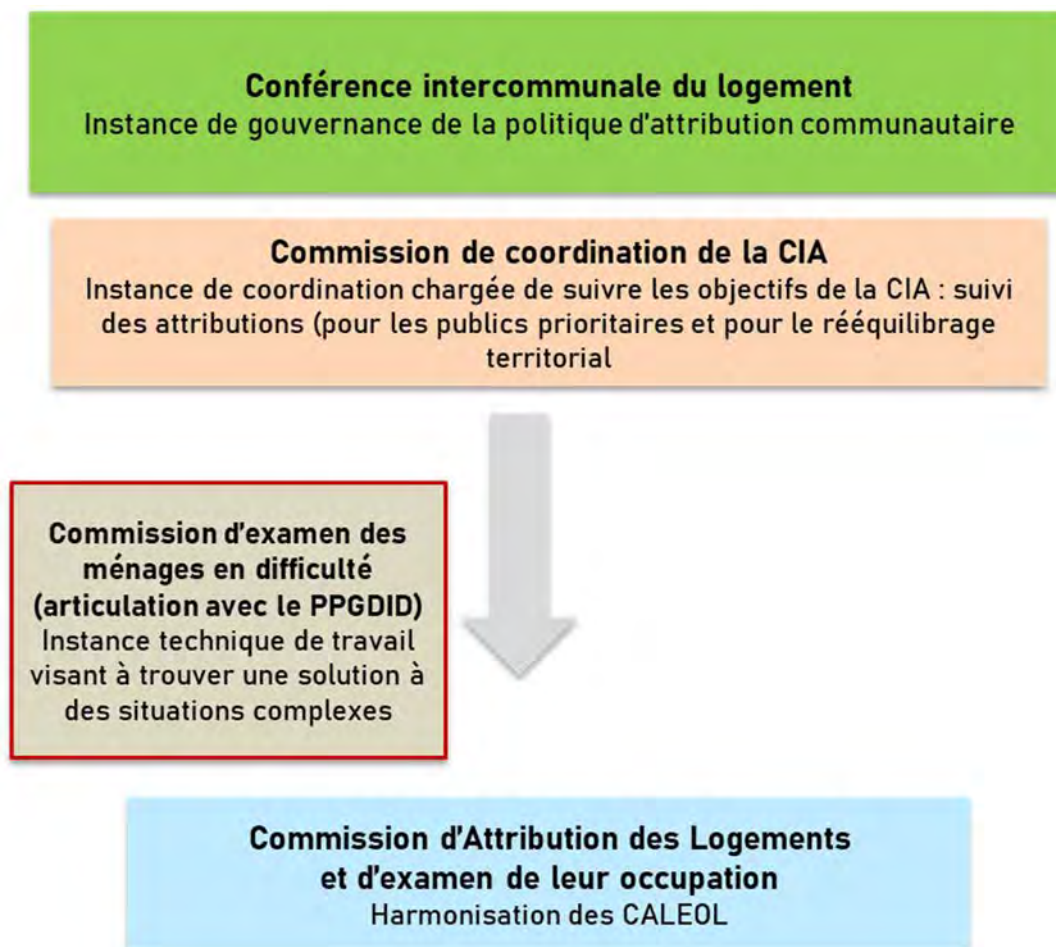 Conférence intercommunale du logement
Instance de gouvernance de la politique d'attribution communautaire
Commission de coordination de la CIA
Instance de coordination chargée de suivre les objectifs de la CIA : suivi
des attributions (pour les publics prioritaires et pour le rééquilibrage
territorial
Commission d'examen des
ménages en difficulté
(articulation avec le PPGDID)
Instance technique de travail
visant à trouver une solution à
des situations complexes
Commission d'Attribution des Logements
et d'examen de leur occupation
Harmonisation des CALEOL